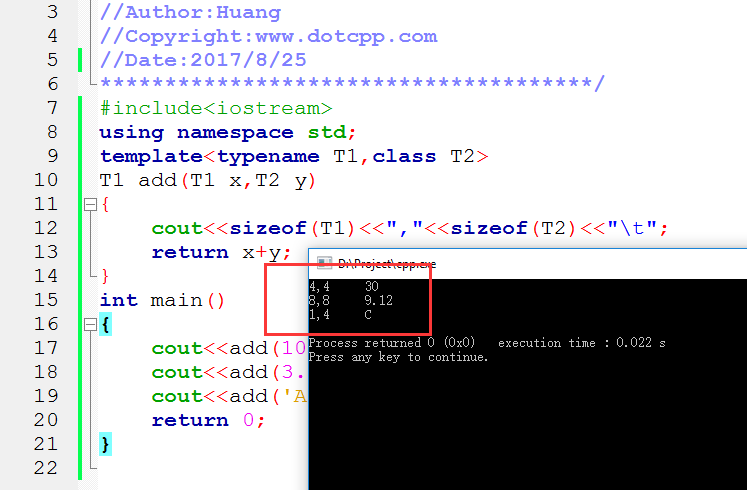 3 //Author:Huang
4 //Copyright:www.dotcpp.com
5 //Date:2017/8/25
6 **************************************/
7 #include<iostream>
8 using namespace std;
9 template<typename T1,class T2>
10 T1 add(T1 x,T2 y)
11 {
12 cout<<sizeof(T1)<<","<<sizeof(T2)<<"\t";
13 return x+y;
14 }
15 int main()
16 {
17 cout<<add(10
18 cout<<add(3.
19 cout<<add('A
20 return 0;
21 }
22
D:\Project\cpp.exe
4,4 30
8,8 9.12
1,4 C
Process returned 0 (0x0) execution time : 0.022 s
Press any key to continue.